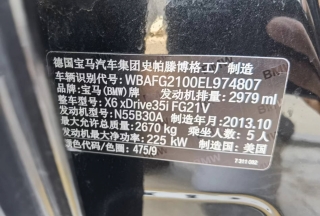 德国宝马汽车集团史帕滕博格工厂制造
车辆识别代号: WBAFG2100EL974807
品牌: 宝马(BMW)牌 发动机排量: 2979 ml
整车型号: X6 xDrive35i FG21V
发动机型号: N55B30A 制造年月: 2013.10
最大允许总质量: 2670 kg 乘坐人数: 5人
发动机最大净功率: 225 kW 制造国: 美国
颜色代码/色圈: 475/9